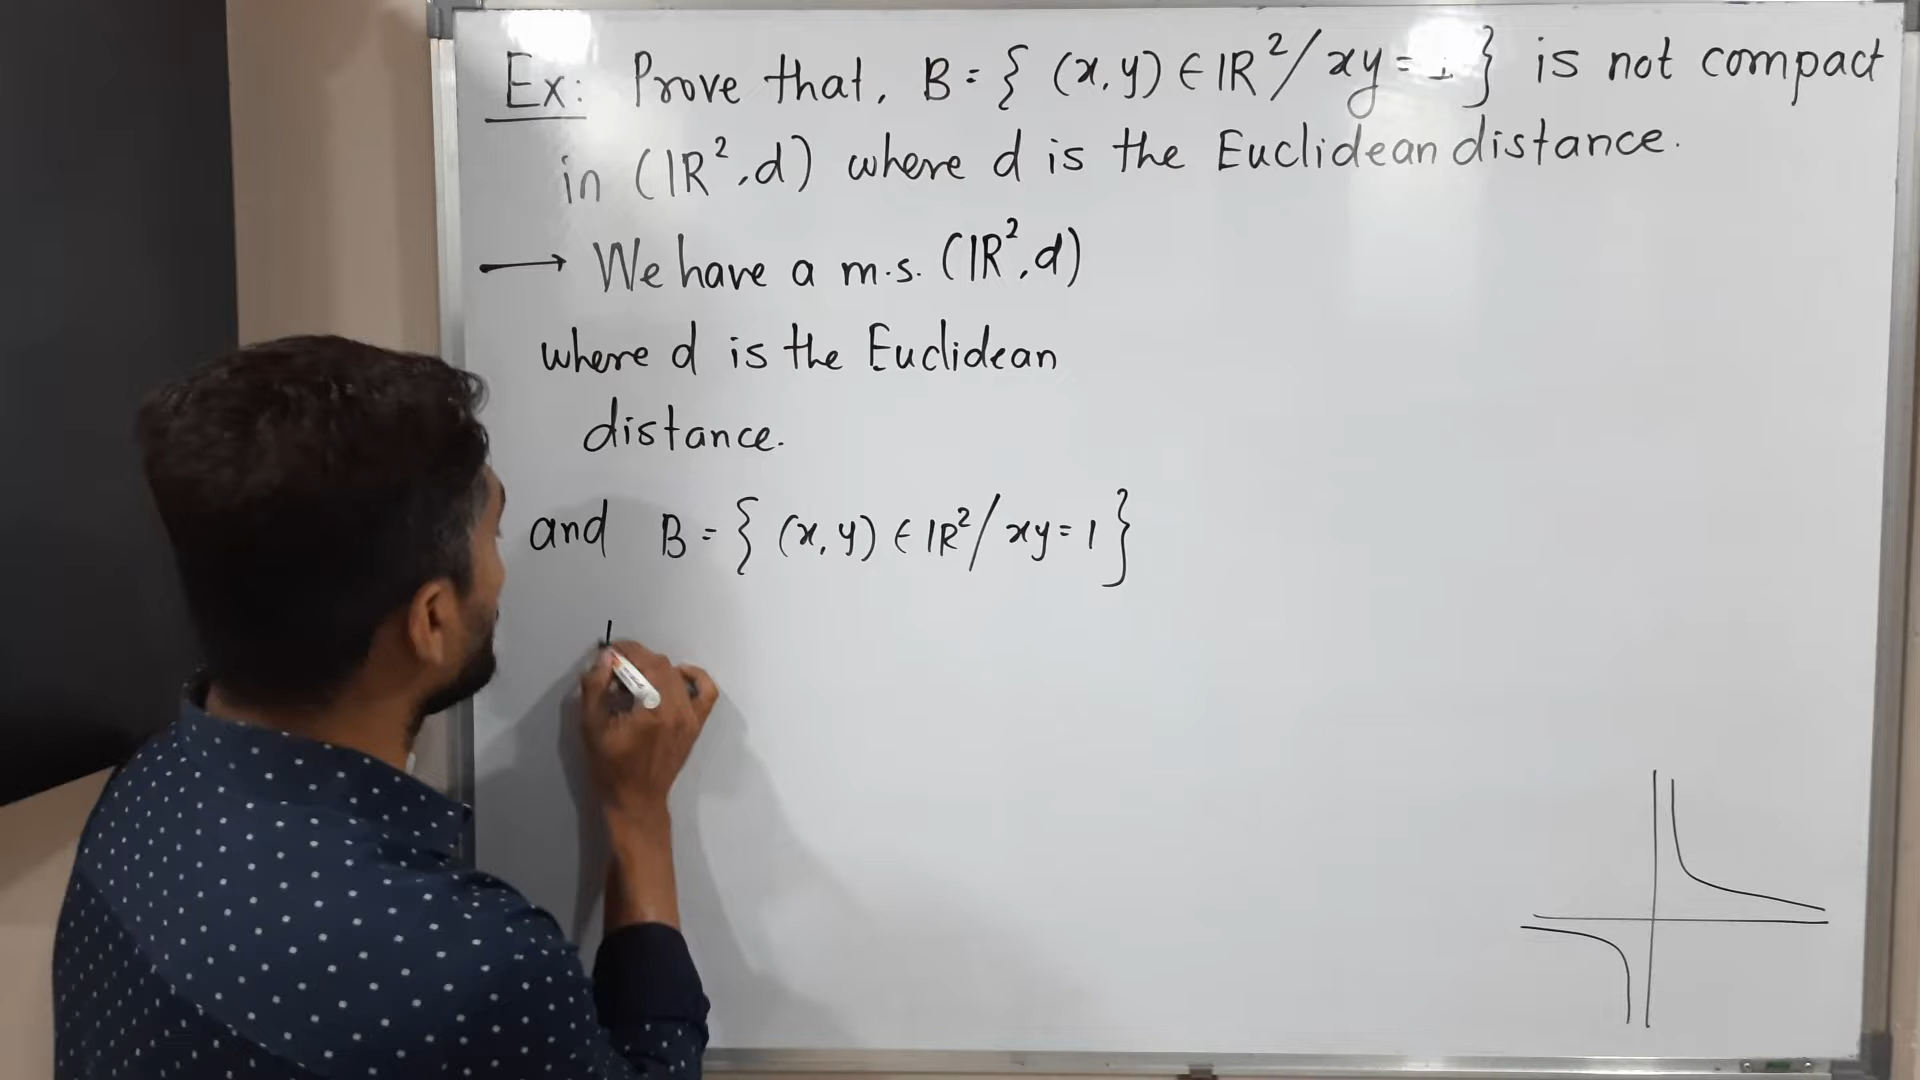 Ex: Prove that, B = { (x,y) ∈ IR² / xy = 1 } is not compact
in (IR², d) where d is the Euclidean distance.
⟶ We have a m.s. (IR², d)
where d is the Euclidean
distance.
and B = { (x,y) ∈ IR² / xy = 1 }